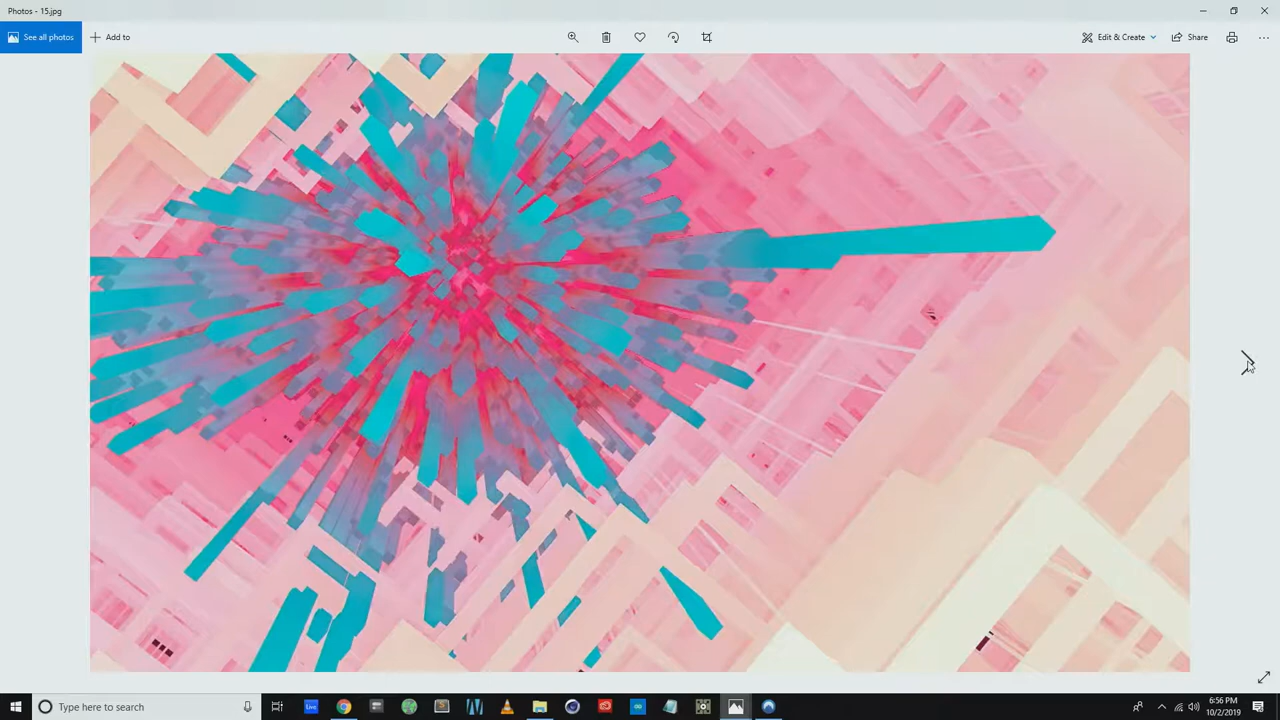 Photos - 15.jpg
See all photos
Add to
Edit & Create
Share
Type here to search
Live
6:56 PM
10/2/2019